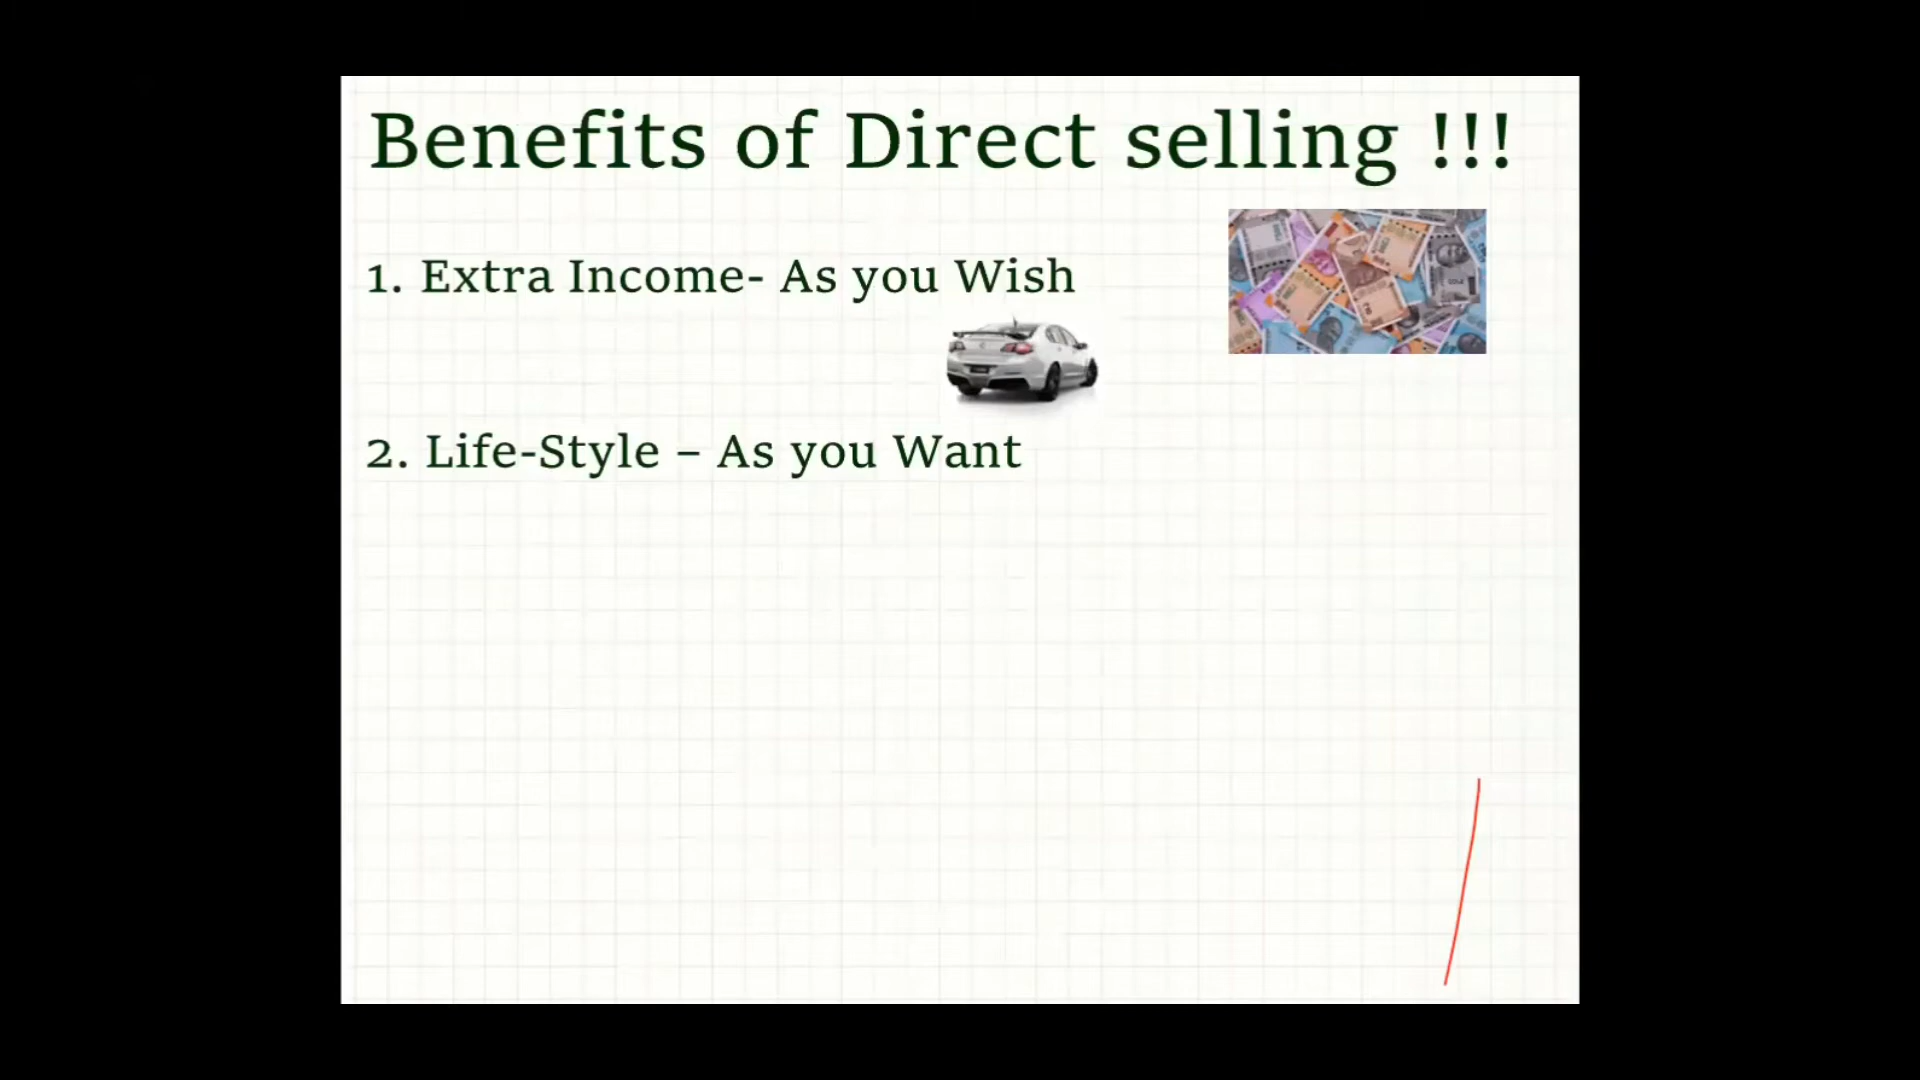 Benefits of Direct selling !!!
1. Extra Income- As you Wish
2. Life-Style – As you Want